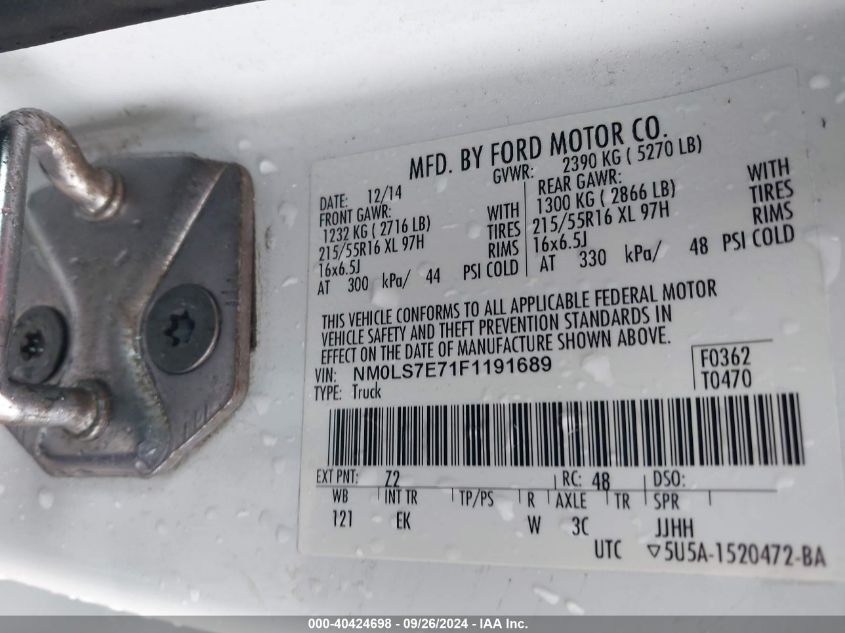 MFD. BY FORD MOTOR CO.
DATE: 12/14 GVWR: 2390 KG ( 5270 LB)
FRONT GAWR: REAR GAWR:
1232 KG ( 2716 LB) WITH 1300 KG ( 2866 LB) WITH
215/55R16 XL 97H TIRES 215/55R16 XL 97H TIRES
16x6.5J RIMS 16x6.5J RIMS
AT 300 kPa/ 44 PSI COLD AT 330 kPa/ 48 PSI COLD
THIS VEHICLE CONFORMS TO ALL APPLICABLE FEDERAL MOTOR
VEHICLE SAFETY AND THEFT PREVENTION STANDARDS IN
EFFECT ON THE DATE OF MANUFACTURE SHOWN ABOVE.
VIN: NM0LS7E71F1191689 F0362
TYPE: Truck T0470
EXT PNT: Z2 RC: 48 DSO:
WB INT TR TP/PS R AXLE TR SPR
121 EK W 3C JJHH
UTC ▽5U5A-1520472-BA
000-40424698 - 09/26/2024 - IAA Inc.